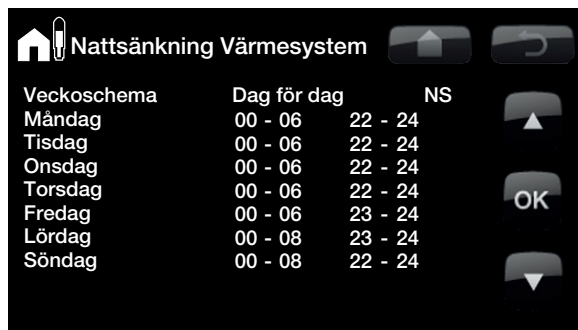 Nattsänkning Värmesystem
Veckoschema Dag för dag NS
Måndag 00 - 06 22 - 24
Tisdag 00 - 06 22 - 24
Onsdag 00 - 06 22 - 24
Torsdag 00 - 06 22 - 24
Fredag 00 - 06 23 - 24
Lördag 00 - 08 23 - 24
Söndag 00 - 08 22 - 24
OK